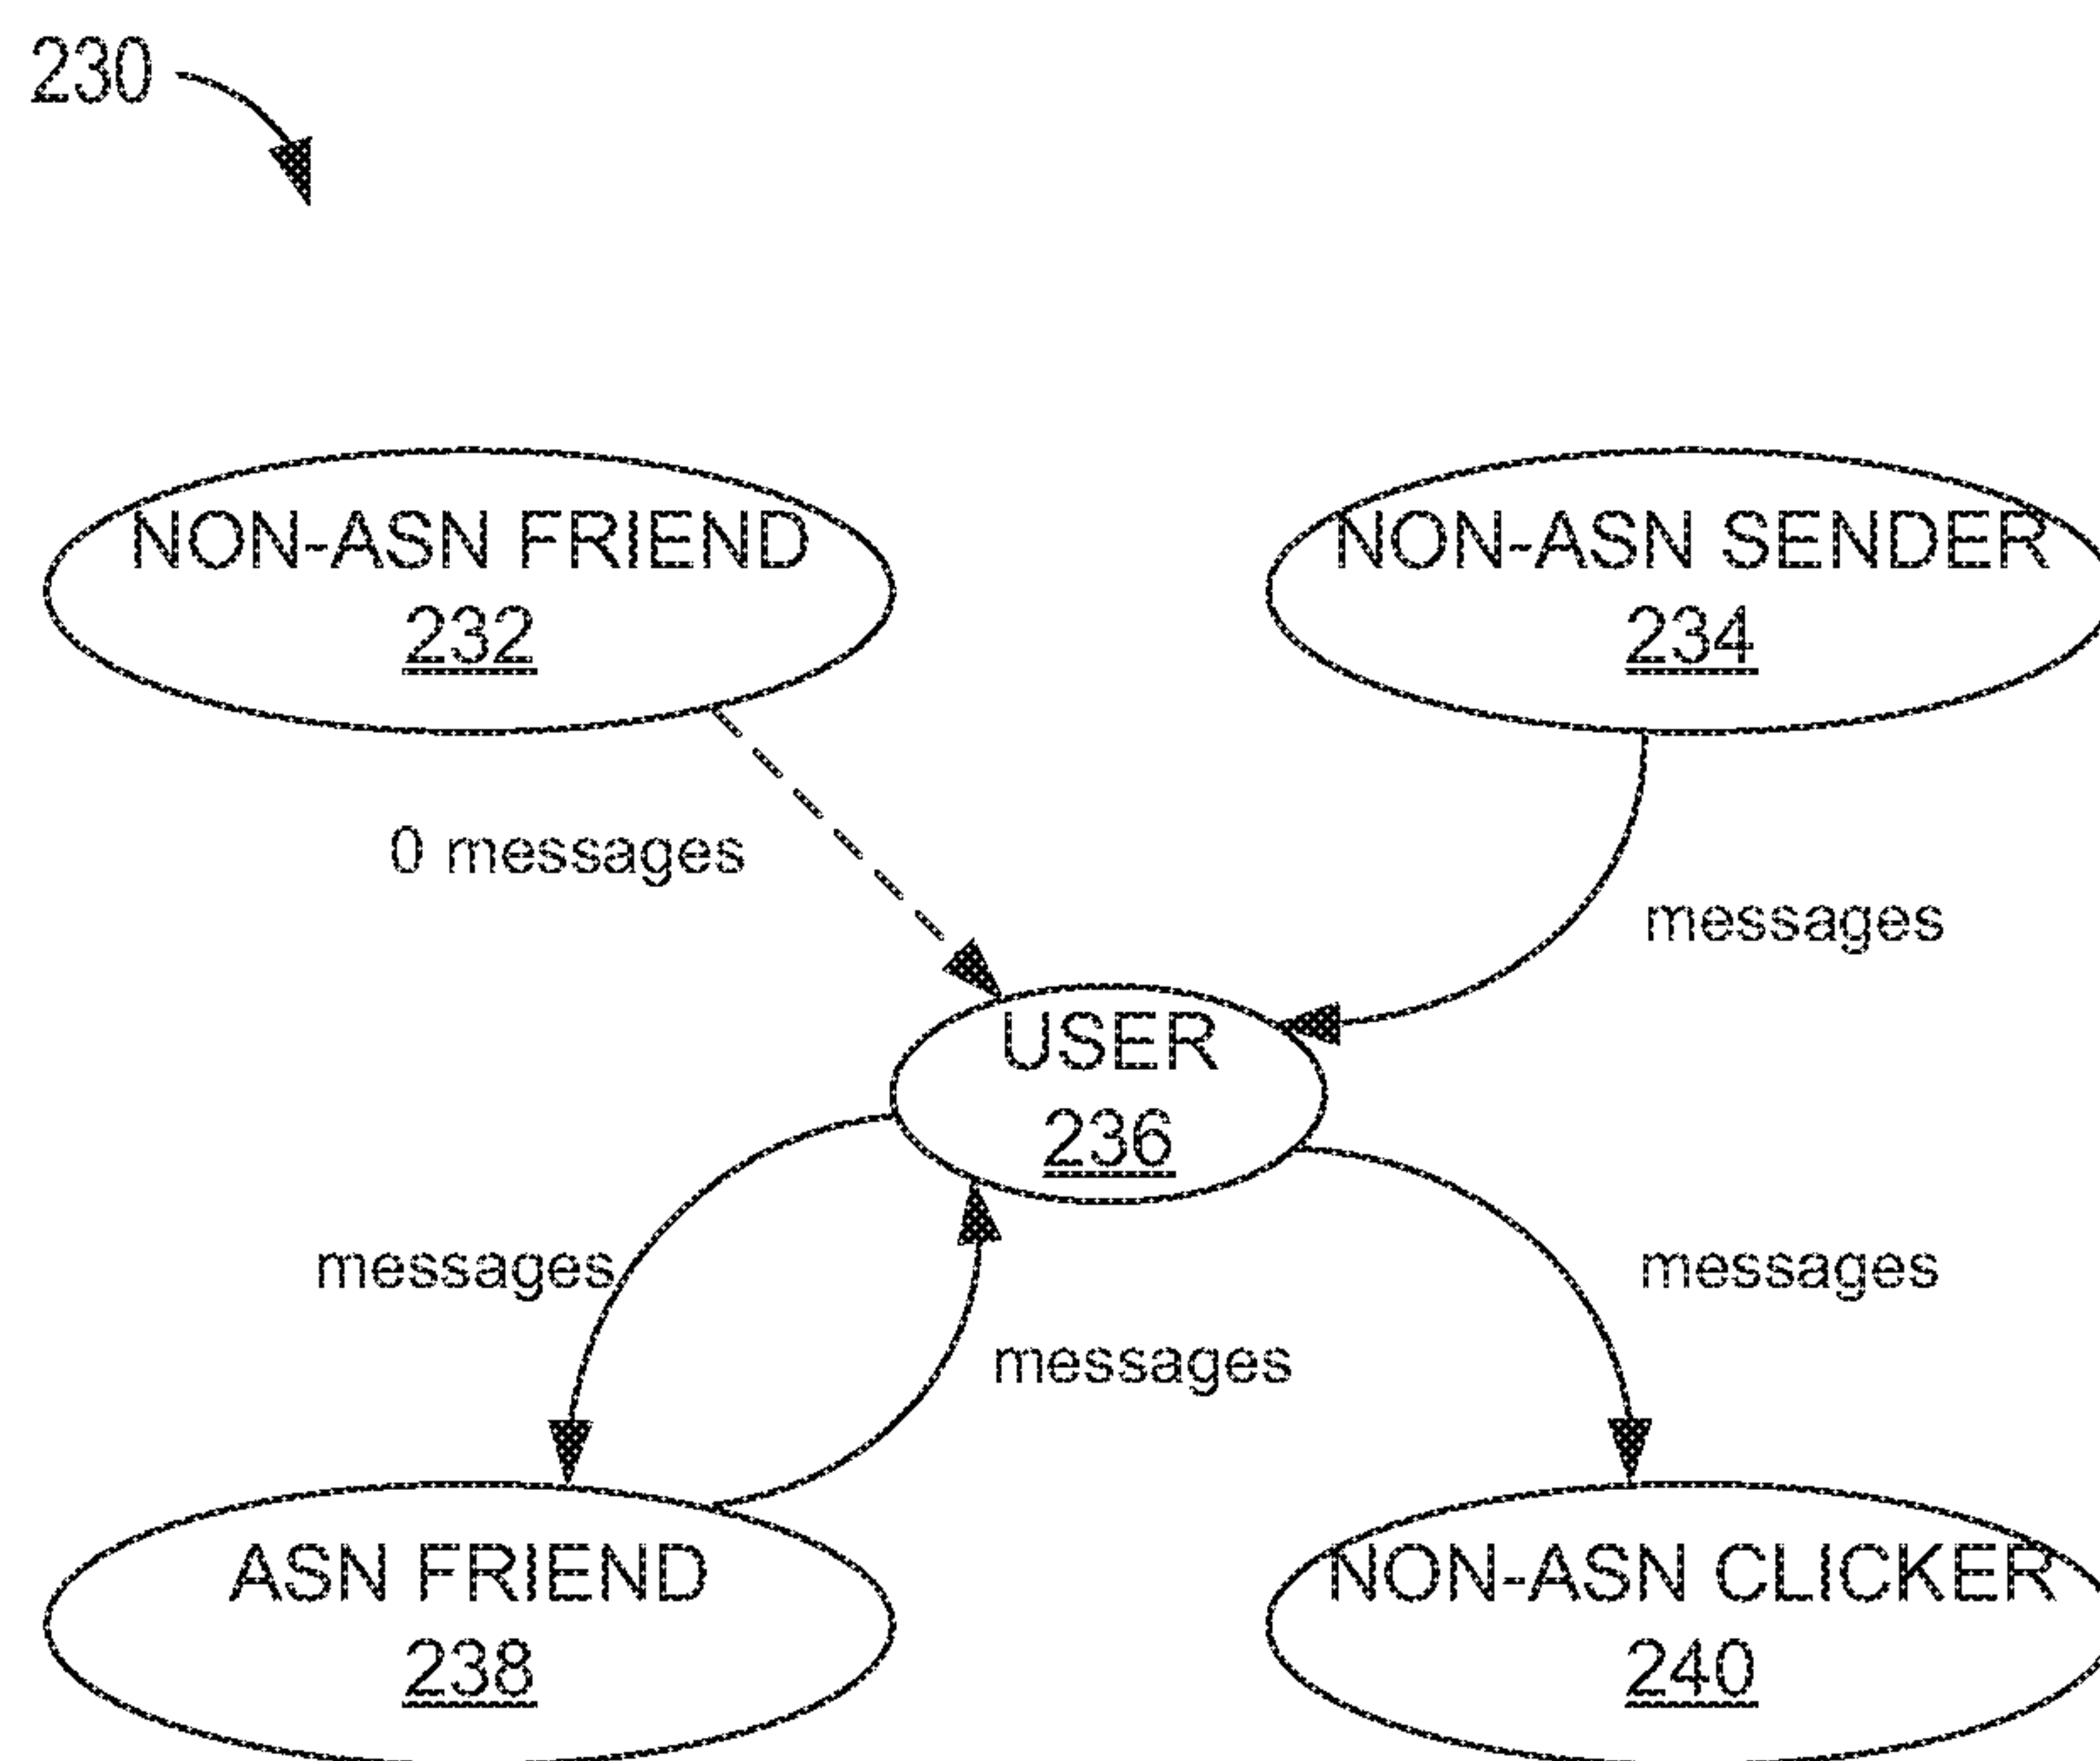 230
NON-ASN FRIEND
232
NON-ASN SENDER
234
0 messages
messages
USER
236
messages
messages
messages
ASN FRIEND
238
NON-ASN CLICKER
240